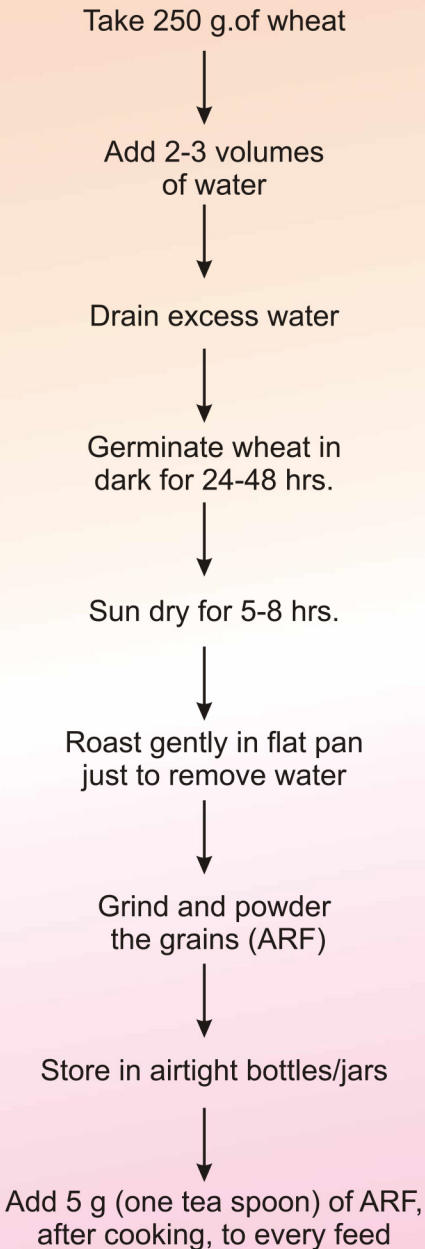 Take 250 g.of wheat
Add 2-3 volumes
of water
Drain excess water
Germinate wheat in
dark for 24-48 hrs.
Sun dry for 5-8 hrs.
Roast gently in flat pan
just to remove water
Grind and powder
the grains (ARF)
Store in airtight bottles/jars
Add 5 g (one tea spoon) of ARF,
after cooking, to every feed